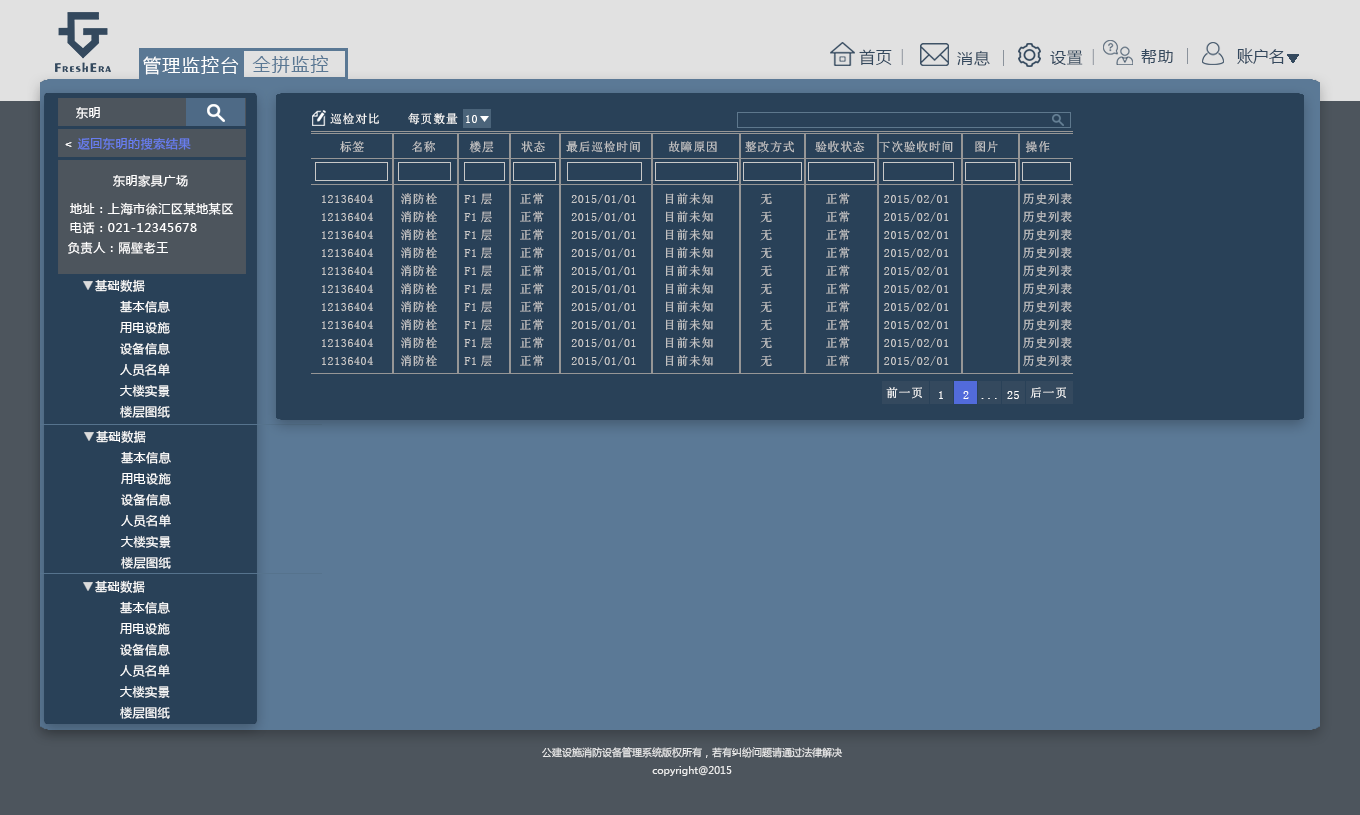 FRESHERA
管理监控台 全拼监控 首页 | 消息 | 设置 | 帮助 | 账户名
东明
< 返回东明的搜索结果
东明家具广场
地址：上海市徐汇区某地某区
电话：021-12345678
负责人：隔壁老王
▼基础数据
基本信息
用电设施
设备信息
人员名单
大楼实景
楼层图纸
▼基础数据
基本信息
用电设施
设备信息
人员名单
大楼实景
楼层图纸
▼基础数据
基本信息
用电设施
设备信息
人员名单
大楼实景
楼层图纸
巡检对比 每页数量 10▼
标签 名称 楼层 状态 最后巡检时间 故障原因 整改方式 验收状态 下次验收时间 图片 操作
12136404 消防栓 F1 层 正常 2015/01/01 目前未知 无 正常 2015/02/01 历史列表
12136404 消防栓 F1 层 正常 2015/01/01 目前未知 无 正常 2015/02/01 历史列表
12136404 消防栓 F1 层 正常 2015/01/01 目前未知 无 正常 2015/02/01 历史列表
12136404 消防栓 F1 层 正常 2015/01/01 目前未知 无 正常 2015/02/01 历史列表
12136404 消防栓 F1 层 正常 2015/01/01 目前未知 无 正常 2015/02/01 历史列表
12136404 消防栓 F1 层 正常 2015/01/01 目前未知 无 正常 2015/02/01 历史列表
12136404 消防栓 F1 层 正常 2015/01/01 目前未知 无 正常 2015/02/01 历史列表
12136404 消防栓 F1 层 正常 2015/01/01 目前未知 无 正常 2015/02/01 历史列表
12136404 消防栓 F1 层 正常 2015/01/01 目前未知 无 正常 2015/02/01 历史列表
12136404 消防栓 F1 层 正常 2015/01/01 目前未知 无 正常 2015/02/01 历史列表
前一页 1 2 ... 25 后一页
公建设施消防设备管理系统版权所有，若有纠纷问题请通过法律解决
copyright@2015